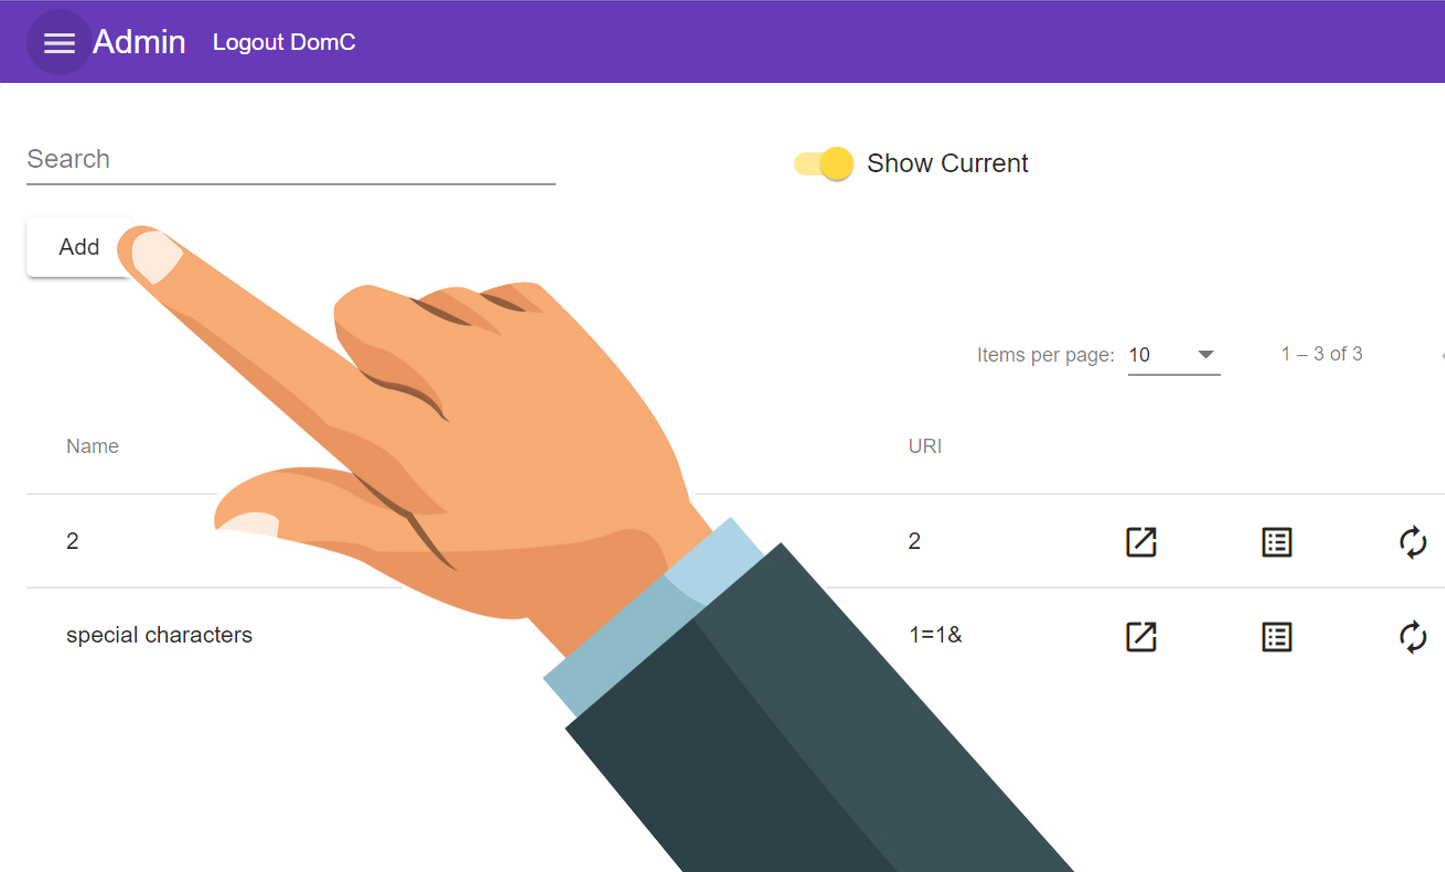 Admin Logout DomC
Search
Show Current
Add
Items per page: 10 1 – 3 of 3
Name URI
2 2
special characters 1=1&